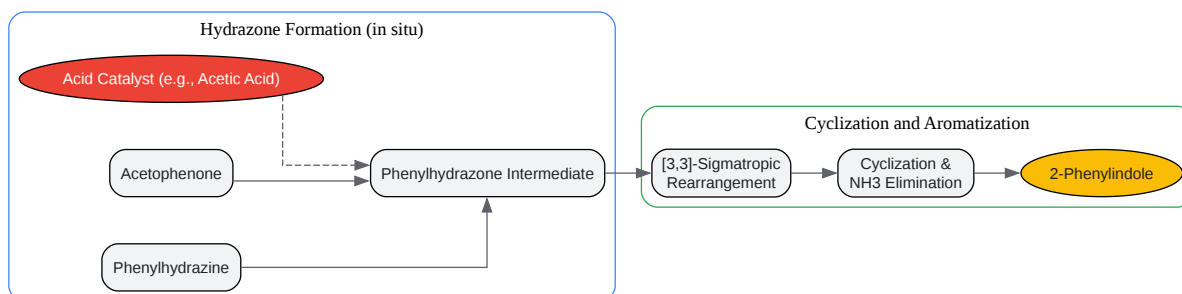 Hydrazone Formation (in situ)
Acid Catalyst (e.g., Acetic Acid)
Acetophenone
Phenylhydrazine
Phenylhydrazone Intermediate
Cyclization and Aromatization
[3,3]-Sigmatropic
Rearrangement
Cyclization &
NH3 Elimination
2-Phenylindole